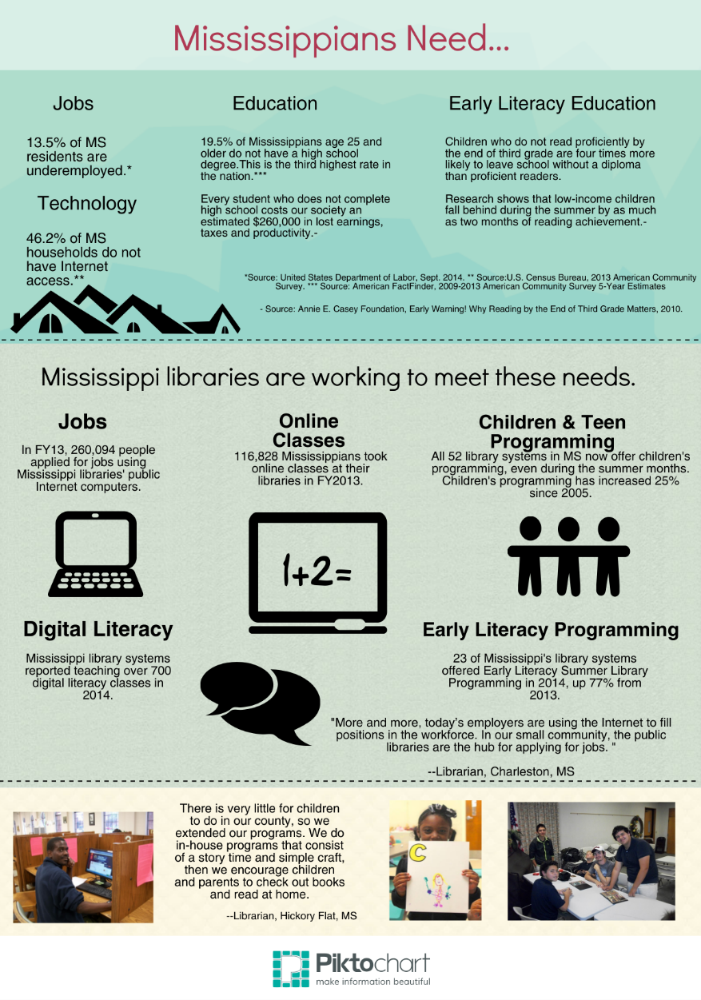 Mississippians Need...
Jobs
13.5% of MS
residents are
underemployed.*
Technology
46.2% of MS
households do not
have Internet
access.**
Education
19.5% of Mississippians age 25 and
older do not have a high school
degree.This is the third highest rate in
the nation.***
Every student who does not complete
high school costs our society an
estimated $260,000 in lost earnings,
taxes and productivity.-
Early Literacy Education
Children who do not read proficiently by
the end of third grade are four times more
likely to leave school without a diploma
than proficient readers.
Research shows that low-income children
fall behind during the summer by as much
as two months of reading achievement.-
*Source: United States Department of Labor, Sept. 2014. ** Source:U.S. Census Bureau, 2013 American Community
Survey. *** Source: American FactFinder, 2009-2013 American Community Survey 5-Year Estimates
- Source: Annie E. Casey Foundation, Early Warning! Why Reading by the End of Third Grade Matters, 2010.
Mississippi libraries are working to meet these needs.
Jobs
In FY13, 260,094 people
applied for jobs using
Mississippi libraries' public
Internet computers.
Online
Classes
116,828 Mississippians took
online classes at their
libraries in FY2013.
Children & Teen
Programming
All 52 library systems in MS now offer children's
programming, even during the summer months.
Children's programming has increased 25%
since 2005.
1+2=
Digital Literacy
Mississippi library systems
reported teaching over 700
digital literacy classes in
2014.
Early Literacy Programming
23 of Mississippi's library systems
offered Early Literacy Summer Library
Programming in 2014, up 77% from
2013.
"More and more, today's employers are using the Internet to fill
positions in the workforce. In our small community, the public
libraries are the hub for applying for jobs. "
--Librarian, Charleston, MS
There is very little for children
to do in our county, so we
extended our programs. We do
in-house programs that consist
of a story time and simple craft,
then we encourage children
and parents to check out books
and read at home.
--Librarian, Hickory Flat, MS
C
Piktochart
make information beautiful